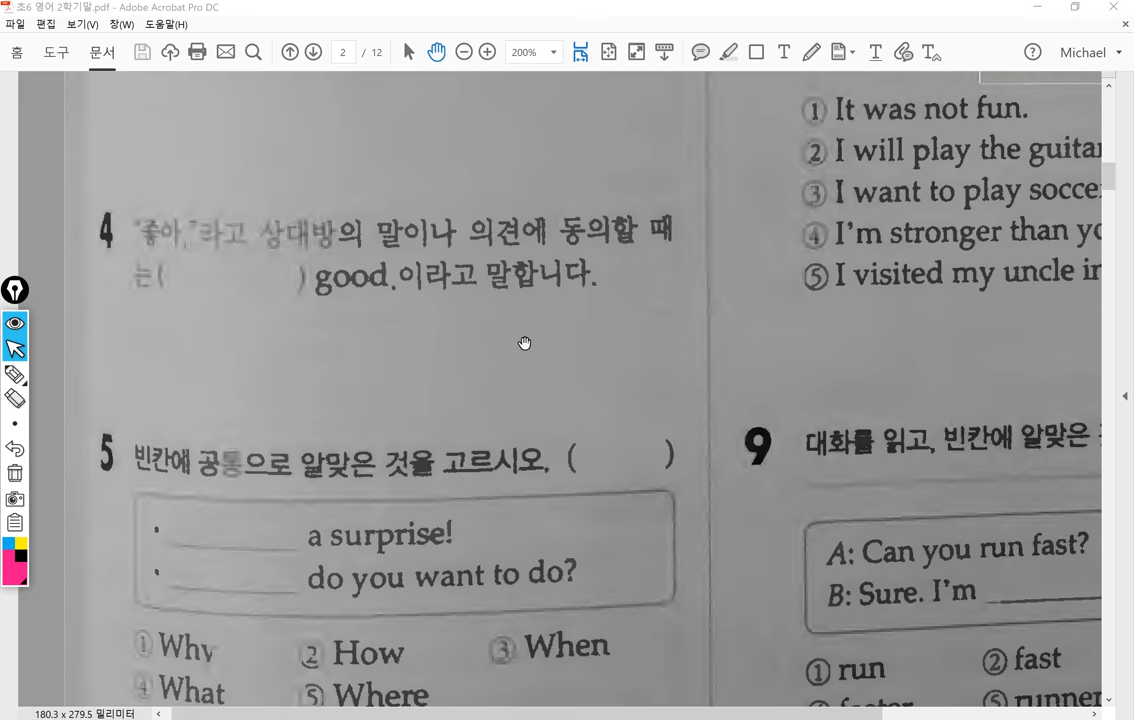 초6 영어 2학기말.pdf - Adobe Acrobat Pro DC
파일 편집 보기(V) 창(W) 도움말(H)
홈 도구 문서 2 / 12 200% Michael
4 "좋아."라고 상대방의 말이나 의견에 동의할 때
는( ) good.이라고 말합니다.
5 빈칸에 공통으로 알맞은 것을 고르시오. ( )
• ________ a surprise!
• ________ do you want to do?
① Why ② How ③ When
④ What ⑤ Where
① It was not fun.
② I will play the guitar
③ I want to play soccer
④ I'm stronger than yo
⑤ I visited my uncle in
9 대화를 읽고, 빈칸에 알맞은
A: Can you run fast?
B: Sure. I'm ________
① run ② fast
⑤ runner
180.3 x 279.5 밀리미터